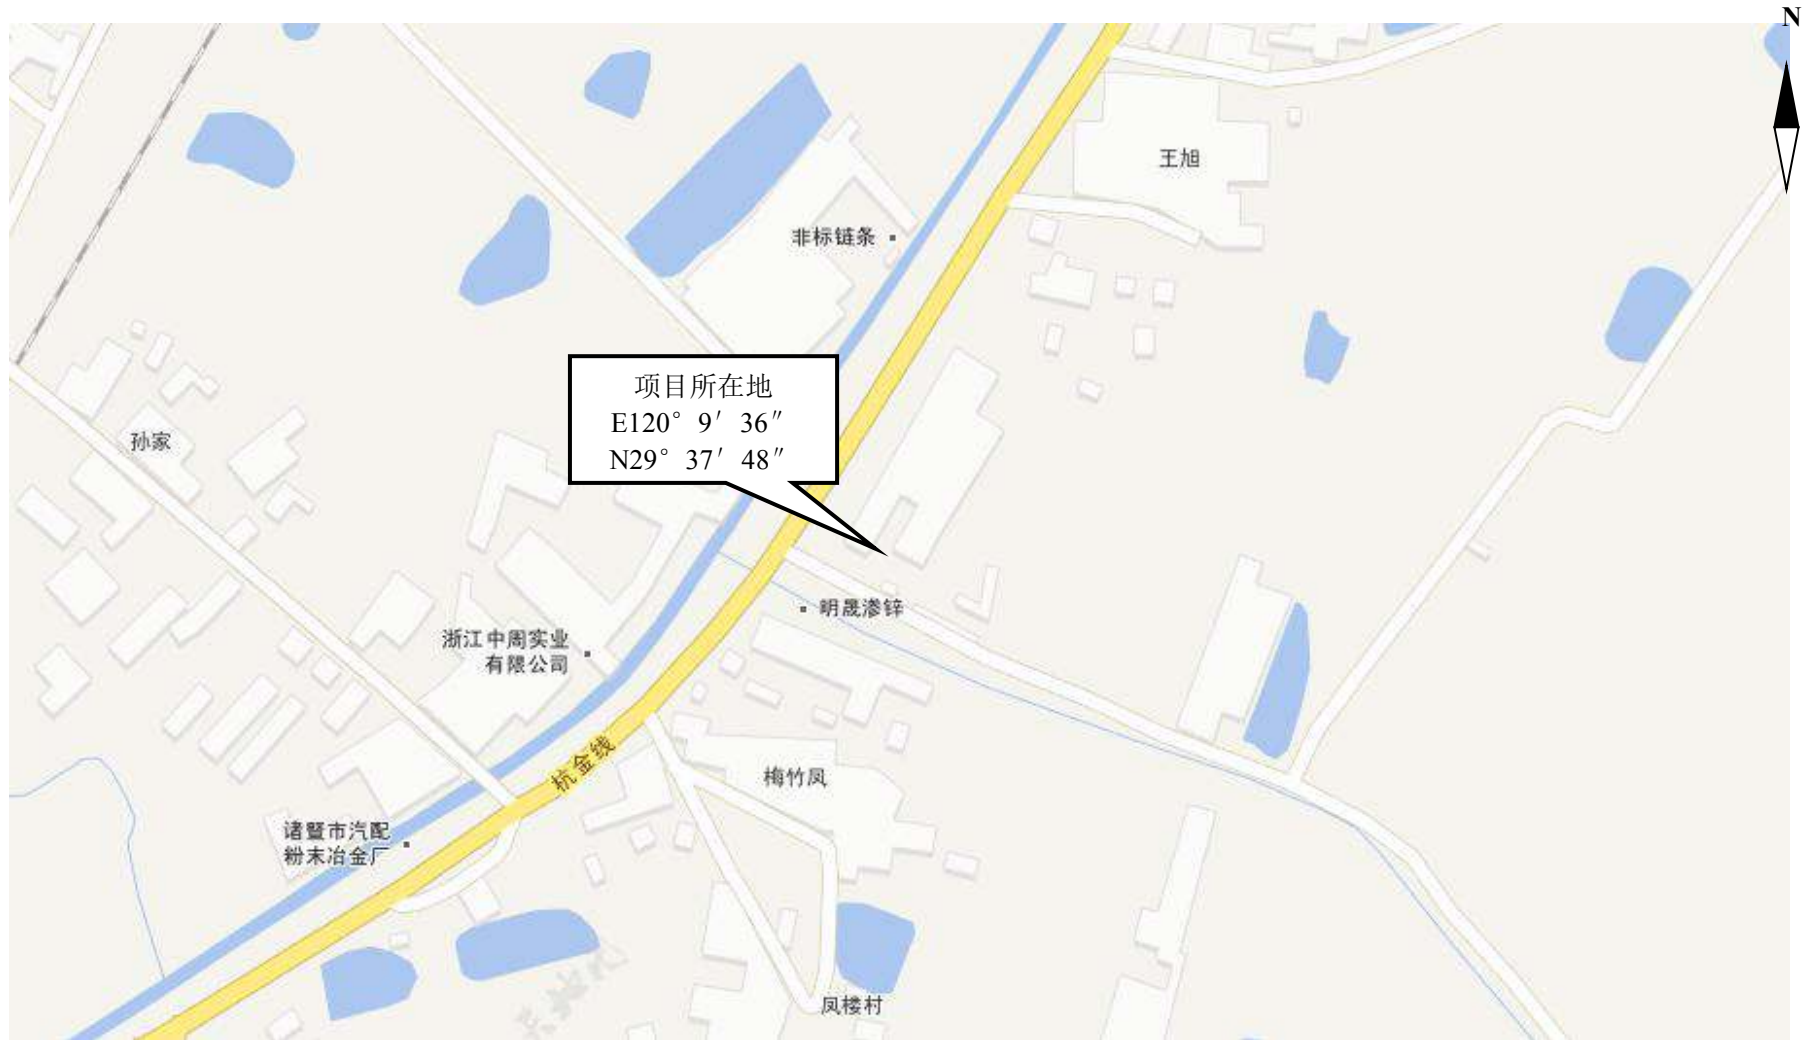 N
王旭
非标链条
项目所在地
E120° 9′ 36″
N29° 37′ 48″
孙家
明晟渗锌
浙江中周实业
有限公司
杭金线
梅竹凤
诸暨市汽配
粉末冶金厂
凤楼村